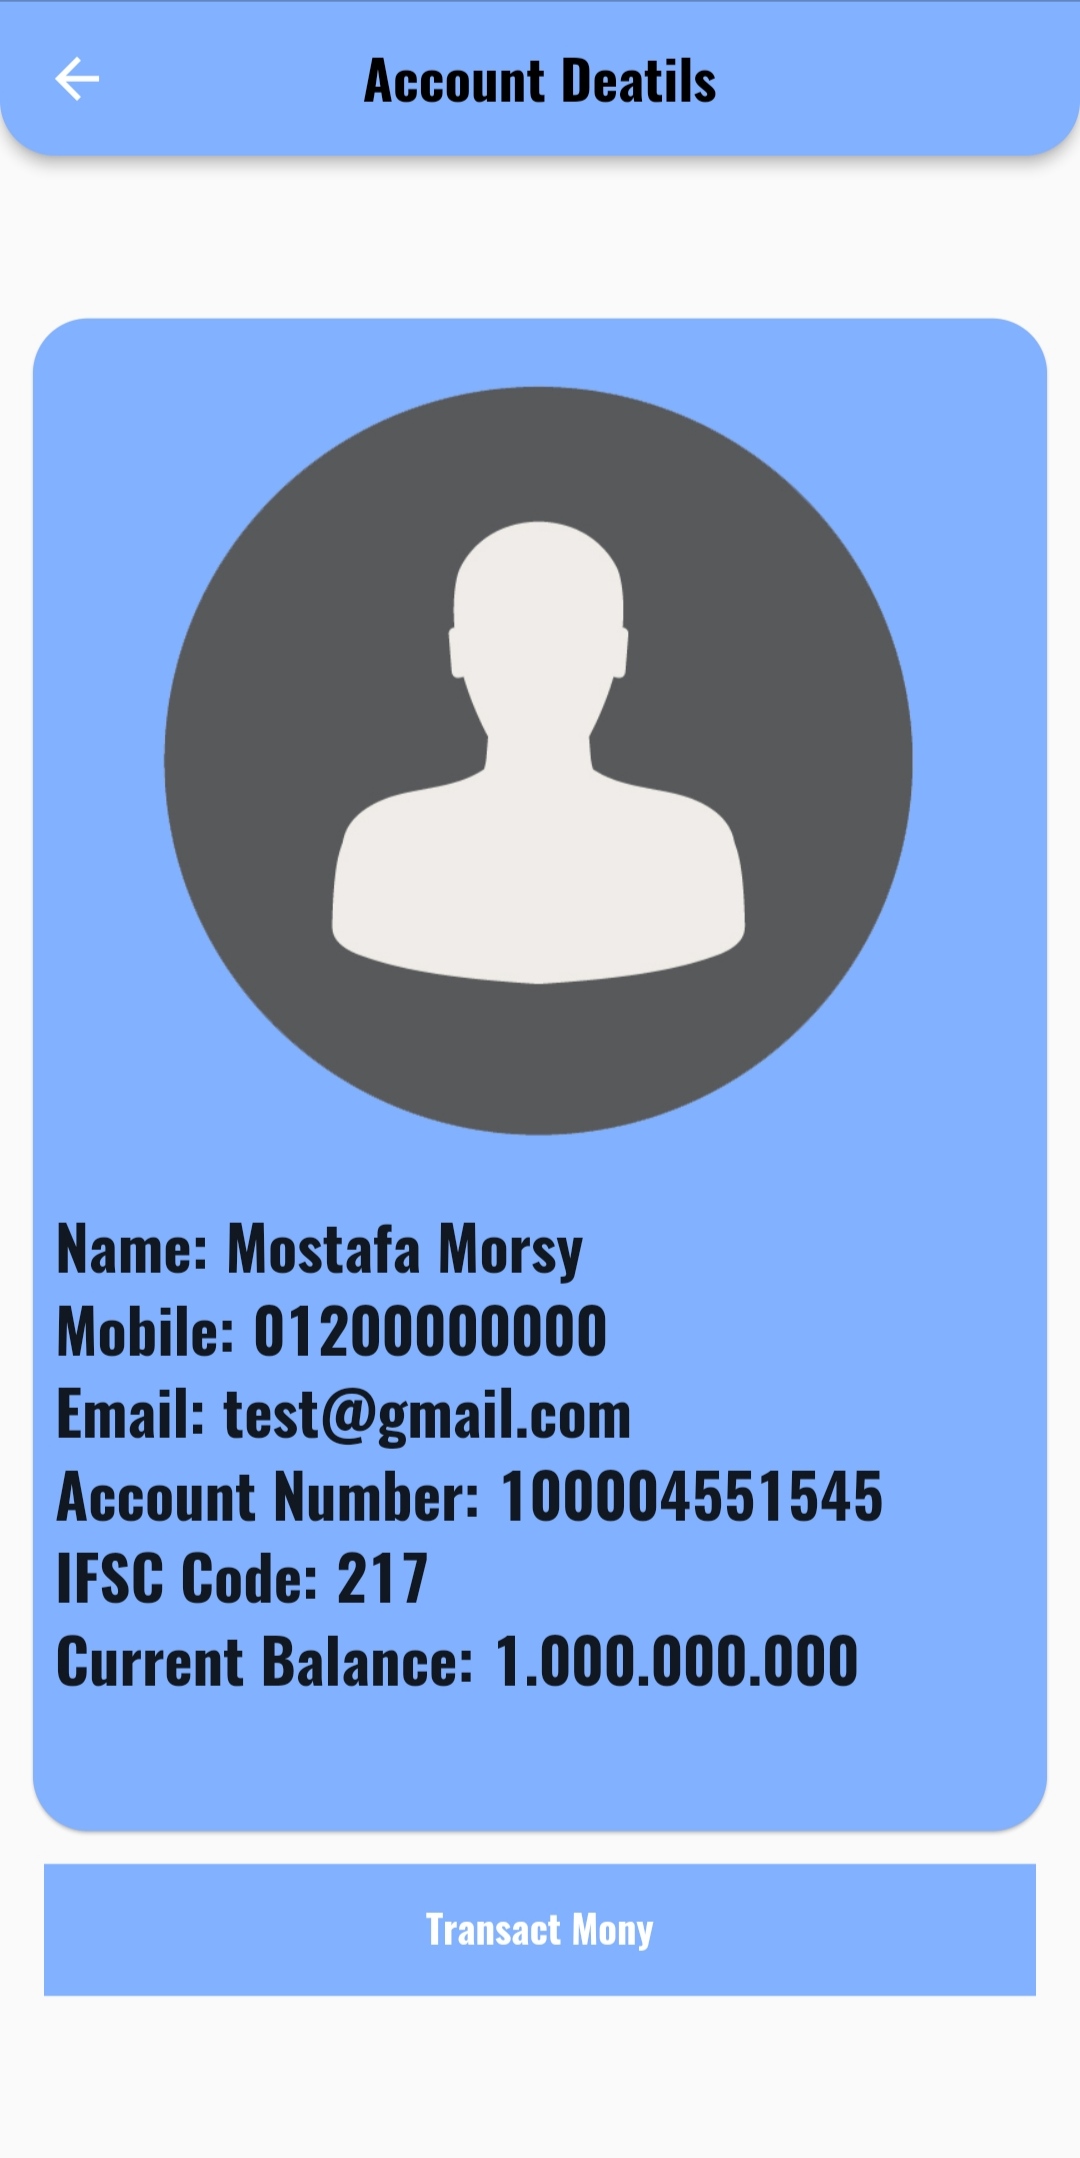 Account Deatils
Name: Mostafa Morsy
Mobile: 01200000000
Email: test@gmail.com
Account Number: 100004551545
IFSC Code: 217
Current Balance: 1.000.000.000
Transact Mony